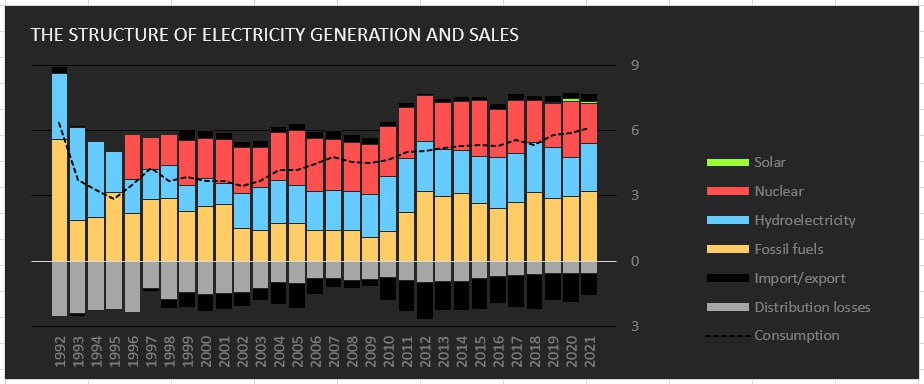 THE STRUCTURE OF ELECTRICITY GENERATION AND SALES
9
6
3
0
3
Solar
Nuclear
Hydroelectricity
Fossil fuels
Import/export
Distribution losses
Consumption
1992 1993 1994 1995 1996 1997 1998 1999 2000 2001 2002 2003 2004 2005 2006 2007 2008 2009 2010 2011 2012 2013 2014 2015 2016 2017 2018 2019 2020 2021